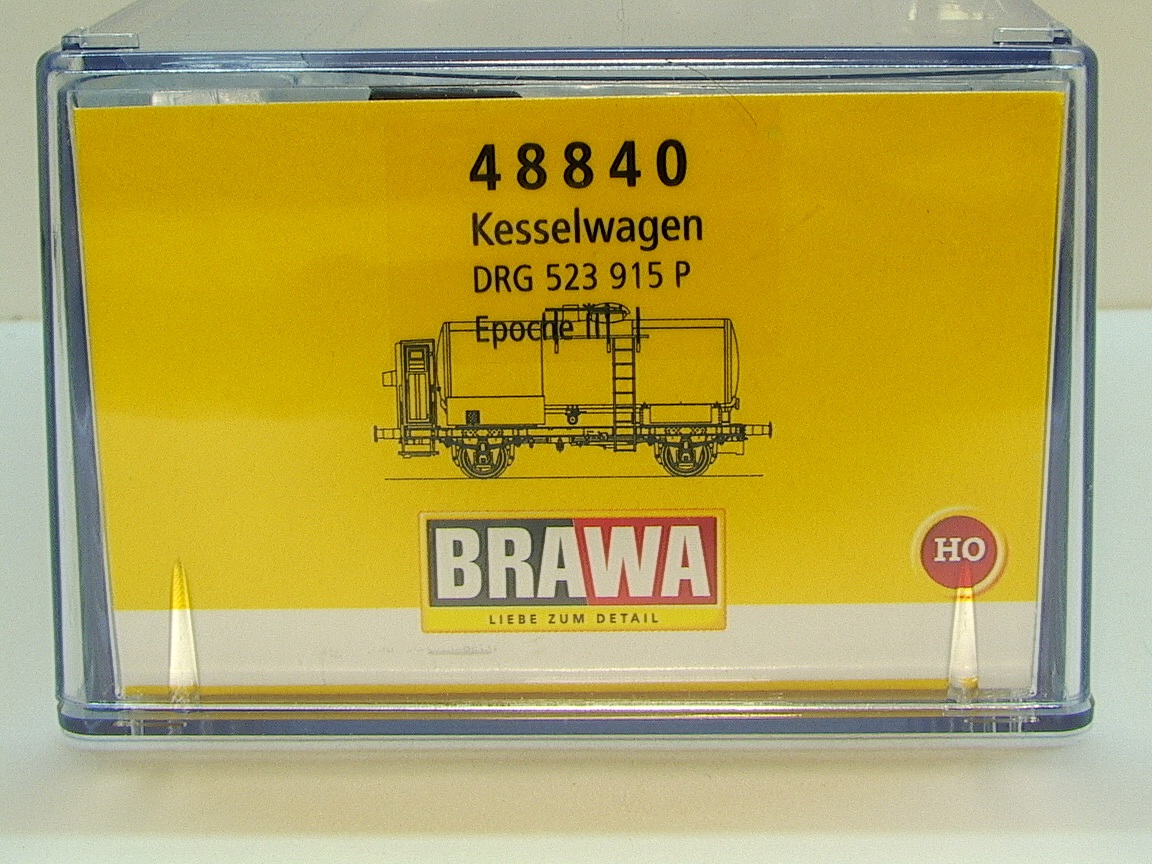 48840
Kesselwagen
DRG 523 915 P
Epoche II
BRAWA
LIEBE ZUM DETAIL
HO